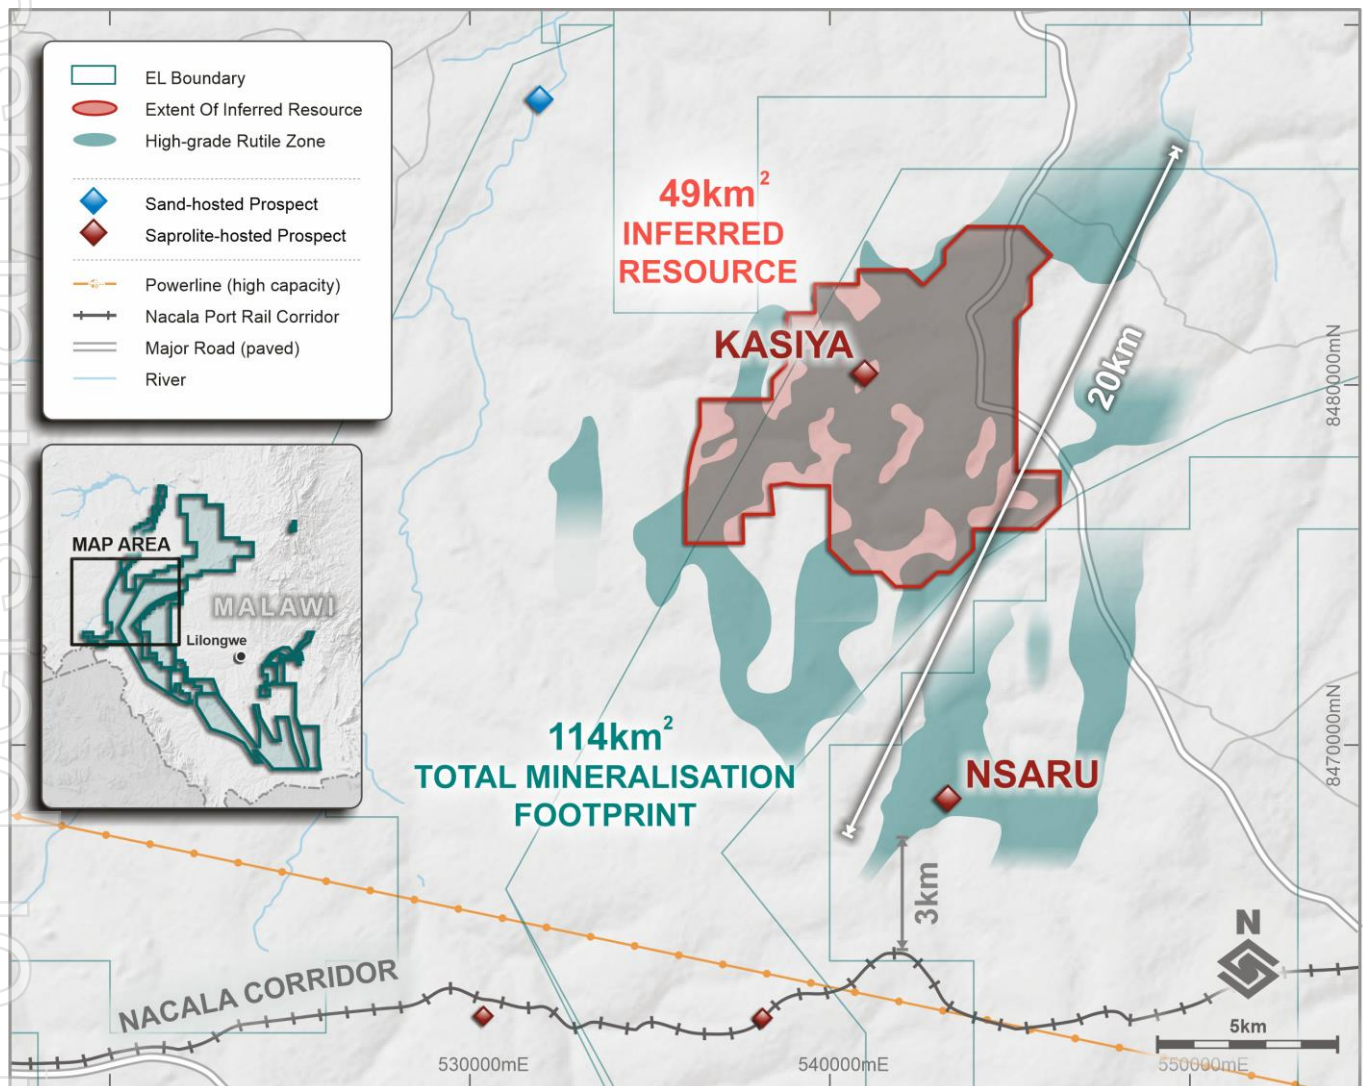 EL Boundary
Extent Of Inferred Resource
High-grade Rutile Zone
Sand-hosted Prospect
Saprolite-hosted Prospect
Powerline (high capacity)
Nacala Port Rail Corridor
Major Road (paved)
River
MAP AREA
MALAWI
Lilongwe
49km²
INFERRED
RESOURCE
KASIYA
20km
8480000mN
114km²
TOTAL MINERALISATION
FOOTPRINT
NSARU
8470000mN
3km
N
NACALA CORRIDOR
5km
530000mE
540000mE
550000mE